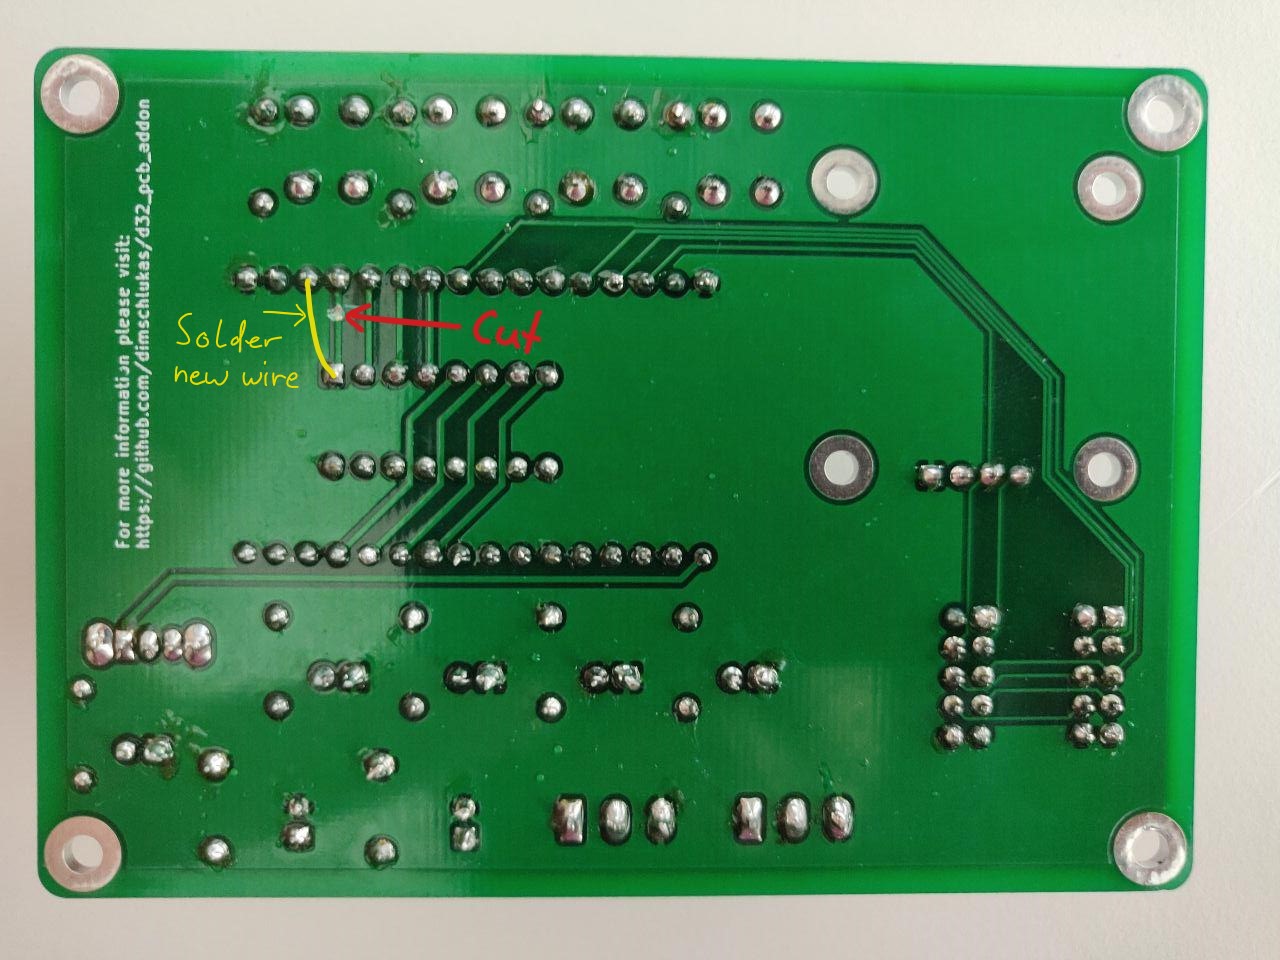 For more information please visit:
https://github.com/dimschlukas/d32_pcb_addon
Solder
new wire
Cut